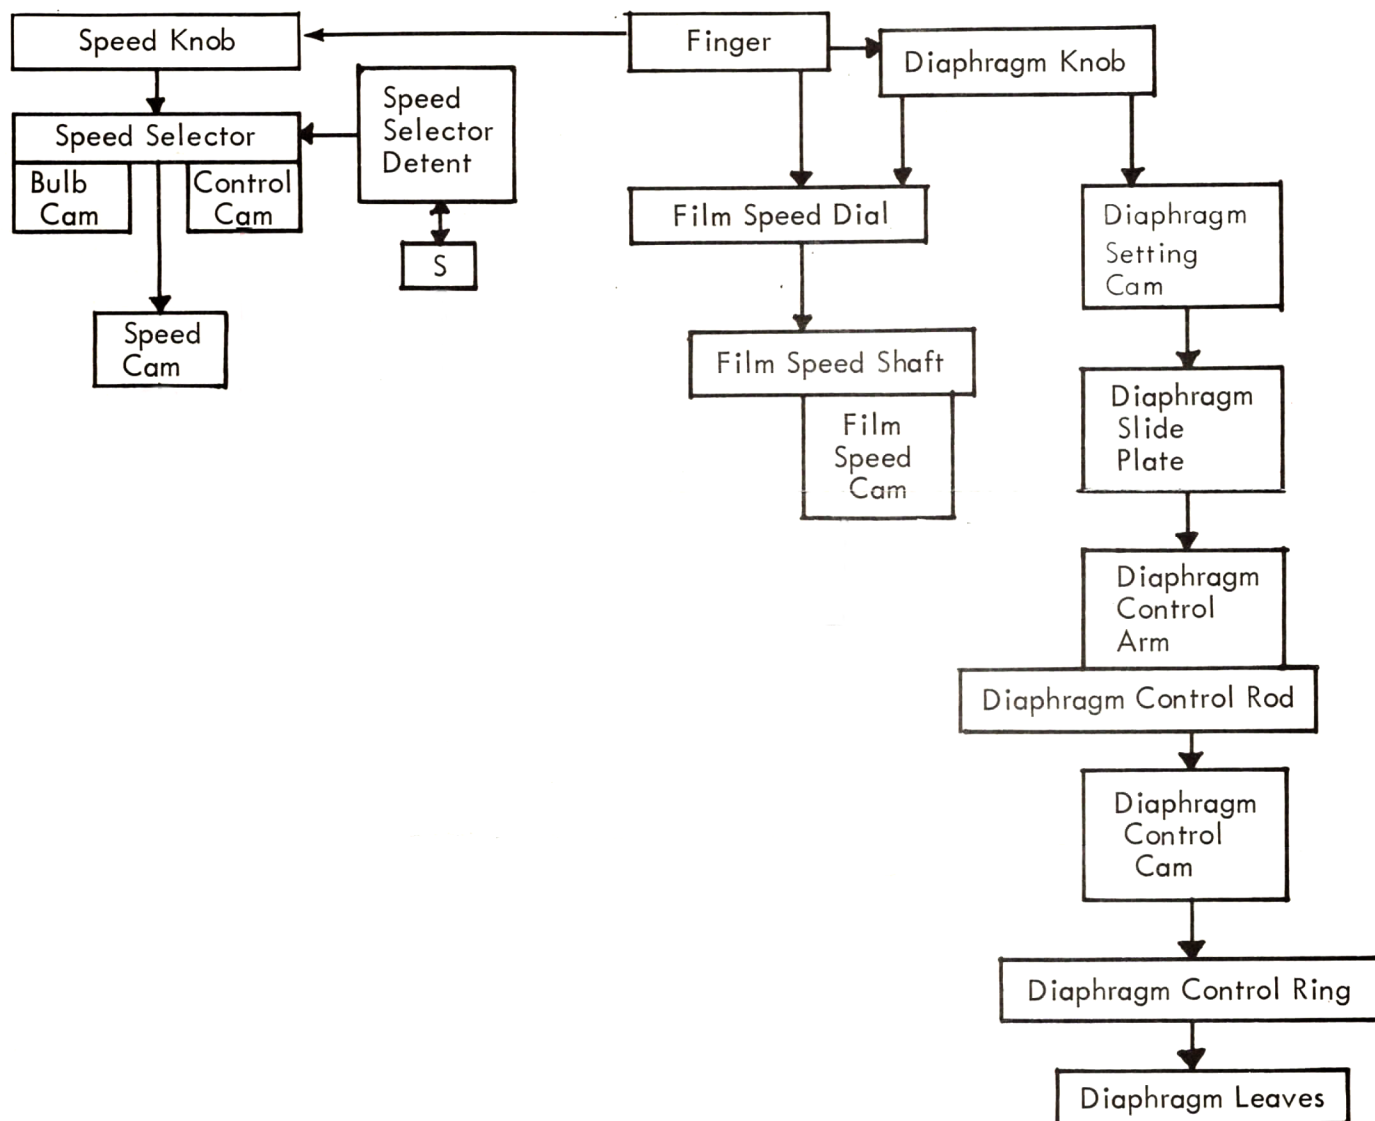 Speed Knob
Finger
Diaphragm Knob
Speed
Selector
Detent
Speed Selector
Bulb
Cam
Control
Cam
S
Speed
Cam
Film Speed Dial
Film Speed Shaft
Film
Speed
Cam
Diaphragm
Setting
Cam
Diaphragm
Slide
Plate
Diaphragm
Control
Arm
Diaphragm Control Rod
Diaphragm
Control
Cam
Diaphragm Control Ring
Diaphragm Leaves